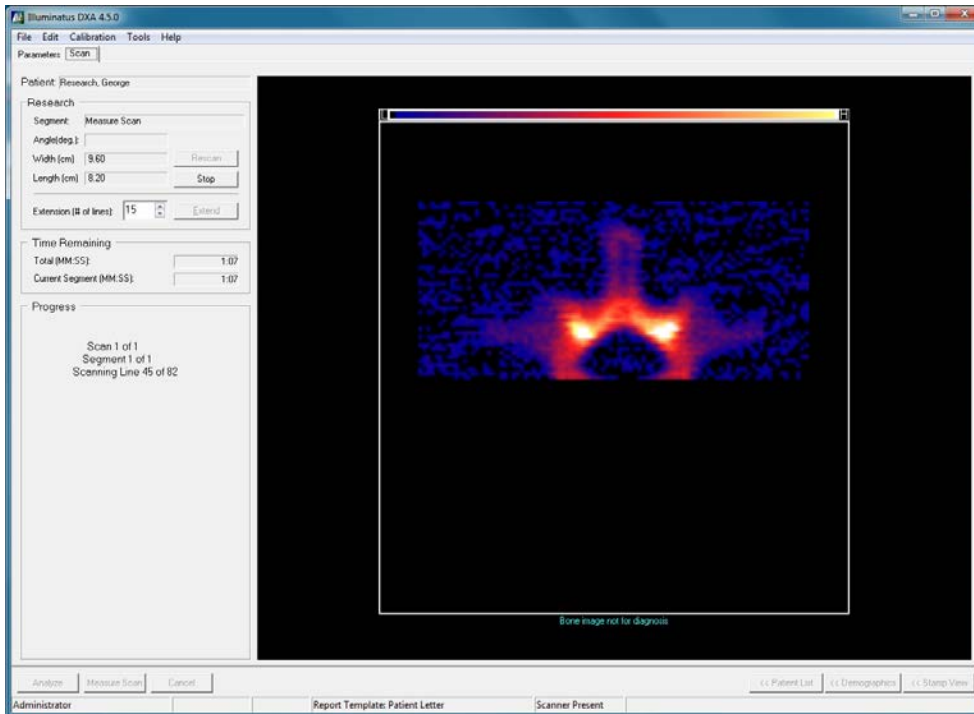 Illuminatus DXA 4.5.0
File Edit Calibration Tools Help
Parameters Scan
Patient: Research, George
Research
Segment: Measure Scan
Angle(deg.):
Width (cm) 9.60 Rescan
Length (cm) 8.20 Stop
Extension (# of lines): 15 Extend
Time Remaining
Total (MM:SS): 1:07
Current Segment (MM:SS): 1:07
Progress
Scan 1 of 1
Segment 1 of 1
Scanning Line 45 of 82
L H
Bone image not for diagnosis
Analyze Measure Scan Cancel << Patient List << Demographics << Stamp View
Administrator Report Template: Patient Letter Scanner Present